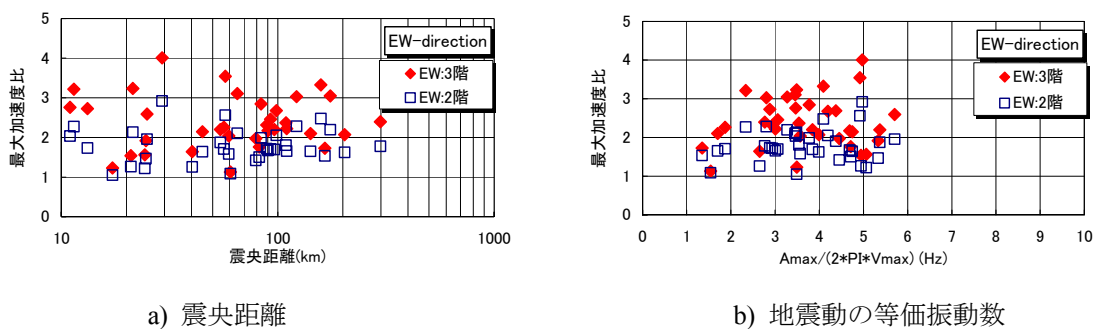 5
4
3
2
1
0
最大加速度比
10
100
1000
震央距離(km)
EW-direction
EW:3階
EW:2階
a) 震央距離
5
4
3
2
1
0
最大加速度比
0 1 2 3 4 5 6 7 8 9 10
Amax/(2*PI*Vmax) (Hz)
EW-direction
EW:3階
EW:2階
b) 地震動の等価振動数